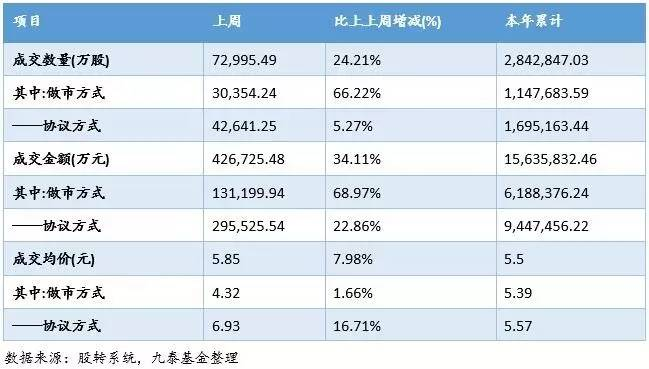 项目 上周 比上上周增减(%) 本年累计
成交数量(万股) 72,995.49 24.21% 2,842,847.03
其中:做市方式 30,354.24 66.22% 1,147,683.59
——协议方式 42,641.25 5.27% 1,695,163.44
成交金额(万元) 426,725.48 34.11% 15,635,832.46
其中:做市方式 131,199.94 68.97% 6,188,376.24
——协议方式 295,525.54 22.86% 9,447,456.22
成交均价(元) 5.85 7.98% 5.5
其中:做市方式 4.32 1.66% 5.39
——协议方式 6.93 16.71% 5.57
数据来源：股转系统，九泰基金整理